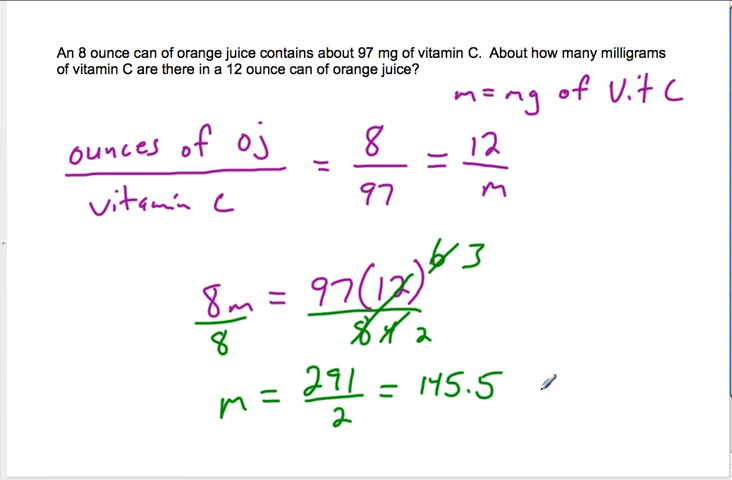 An 8 ounce can of orange juice contains about 97 mg of vitamin C. About how many milligrams
of vitamin C are there in a 12 ounce can of orange juice?
m = mg of Vit C
ounces of oj / vitamin C = 8 / 97 = 12 / m
8m / 8 = 97(12) 6 3 / 8 4 2
m = 291 / 2 = 145.5